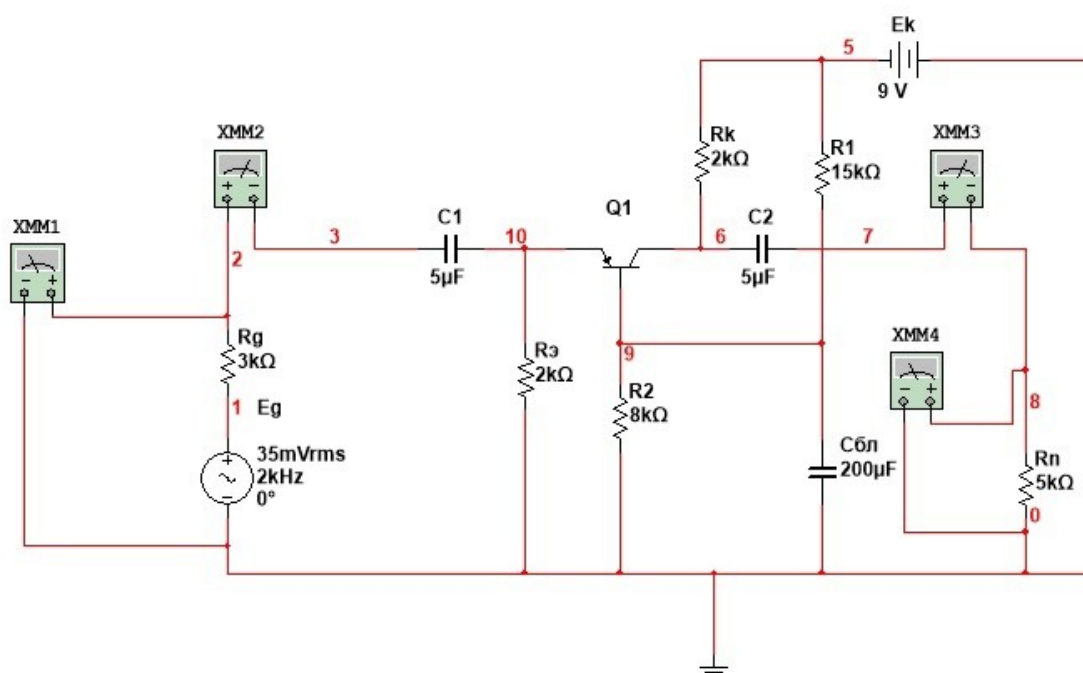 5
Ek
9 V
XMM2
Rk
2kΩ
R1
15kΩ
XMM3
XMM1
C1
5µF
Q1
C2
5µF
3
10
6
7
2
Rg
3kΩ
Rэ
2kΩ
9
R2
8kΩ
XMM4
8
1
Eg
35mVrms
2kHz
0°
Cбл
200µF
Rn
5kΩ
0